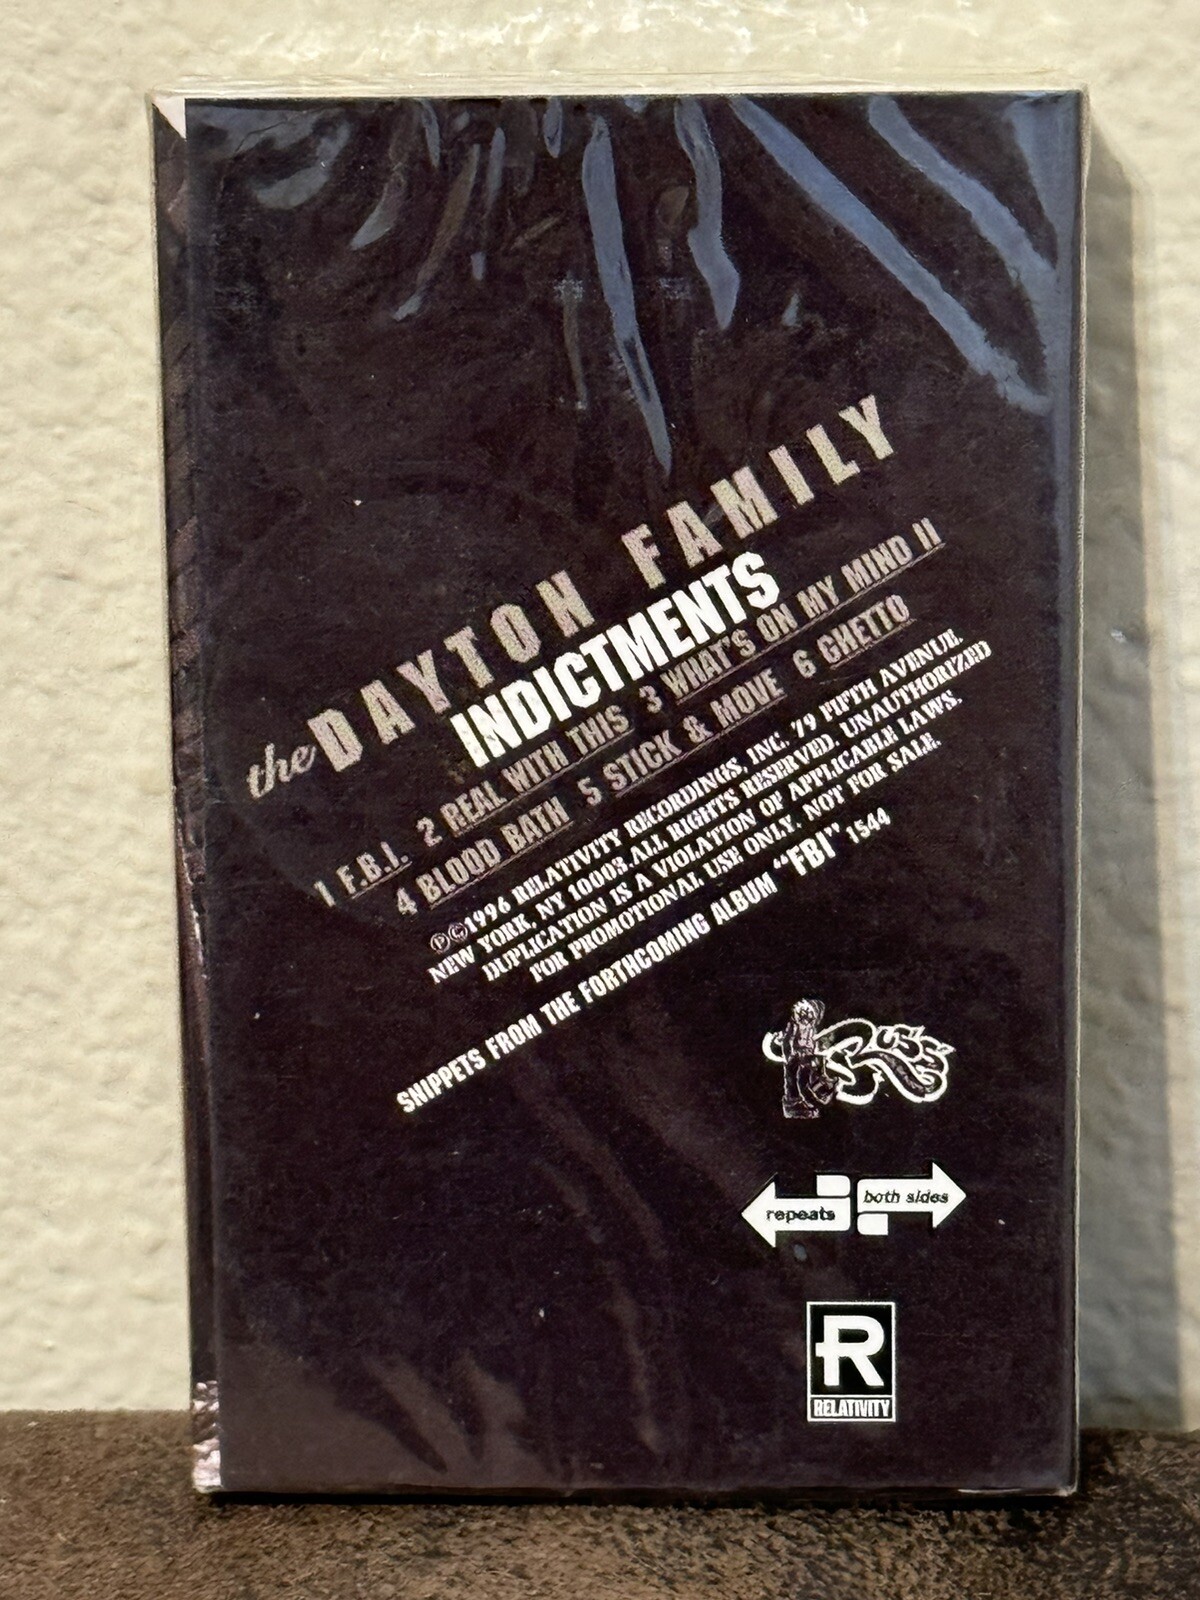 the DAYTON FAMILY
INDICTMENTS
1 F.B.I. 2 REAL WITH THIS 3 WHAT'S ON MY MIND II
4 BLOOD BATH 5 STICK & MOVE 6 GHETTO
℗©1996 RELATIVITY RECORDINGS, INC. 79 FIFTH AVENUE
NEW YORK, NY 10003. ALL RIGHTS RESERVED. UNAUTHORIZED
DUPLICATION IS A VIOLATION OF APPLICABLE LAWS.
FOR PROMOTIONAL USE ONLY. NOT FOR SALE.
SNIPPETS FROM THE FORTHCOMING ALBUM "FBI" 1544
repeats both sides
R
RELATIVITY